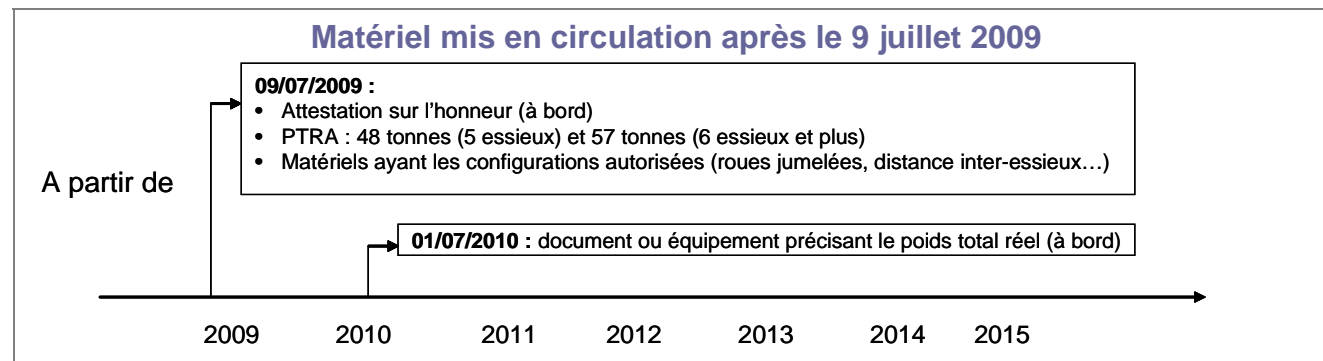 Matériel mis en circulation après le 9 juillet 2009
09/07/2009 :
• Attestation sur l'honneur (à bord)
• PTRA : 48 tonnes (5 essieux) et 57 tonnes (6 essieux et plus)
• Matériels ayant les configurations autorisées (roues jumelées, distance inter-essieux…)
A partir de
01/07/2010 : document ou équipement précisant le poids total réel (à bord)
2009 2010 2011 2012 2013 2014 2015